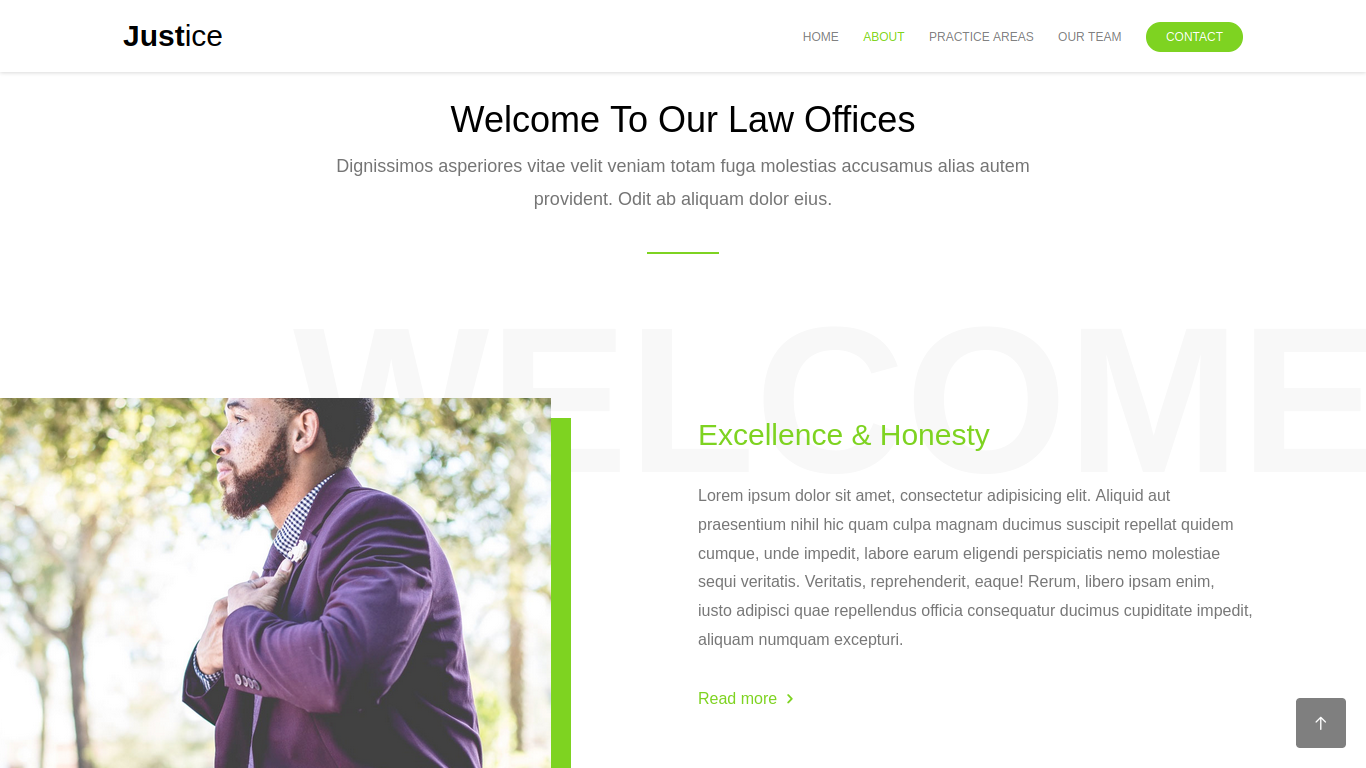 Justice
HOME ABOUT PRACTICE AREAS OUR TEAM CONTACT
Welcome To Our Law Offices
Dignissimos asperiores vitae velit veniam totam fuga molestias accusamus alias autem
provident. Odit ab aliquam dolor eius.
WELCOME
Excellence & Honesty
Lorem ipsum dolor sit amet, consectetur adipisicing elit. Aliquid aut
praesentium nihil hic quam culpa magnam ducimus suscipit repellat quidem
cumque, unde impedit, labore earum eligendi perspiciatis nemo molestiae
sequi veritatis. Veritatis, reprehenderit, eaque! Rerum, libero ipsam enim,
iusto adipisci quae repellendus officia consequatur ducimus cupiditate impedit,
aliquam numquam excepturi.
Read more